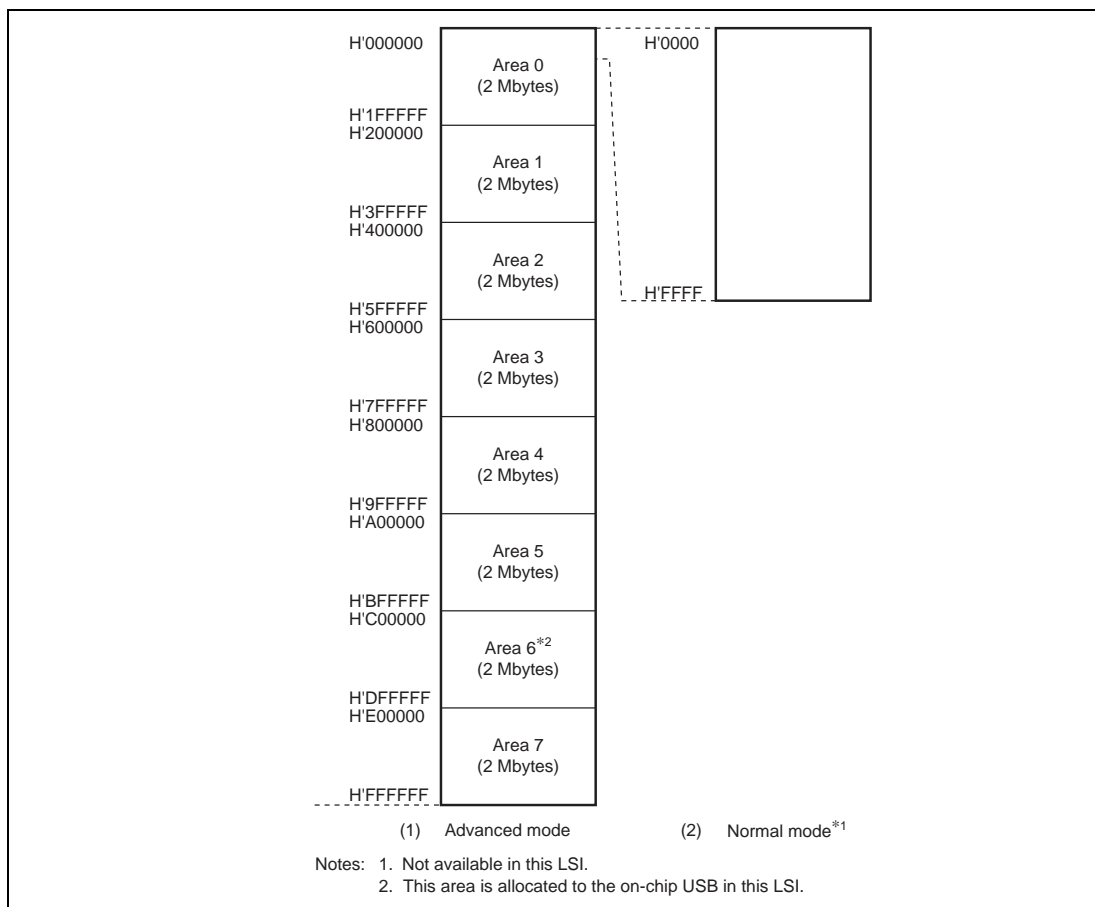 H'000000
Area 0
(2 Mbytes)
H'1FFFFF
H'200000
Area 1
(2 Mbytes)
H'3FFFFF
H'400000
Area 2
(2 Mbytes)
H'5FFFFF
H'600000
Area 3
(2 Mbytes)
H'7FFFFF
H'800000
Area 4
(2 Mbytes)
H'9FFFFF
H'A00000
Area 5
(2 Mbytes)
H'BFFFFF
H'C00000
Area 6*2
(2 Mbytes)
H'DFFFFF
H'E00000
Area 7
(2 Mbytes)
H'FFFFFF
(1) Advanced mode
H'0000
H'FFFF
(2) Normal mode*1
Notes: 1. Not available in this LSI.
2. This area is allocated to the on-chip USB in this LSI.